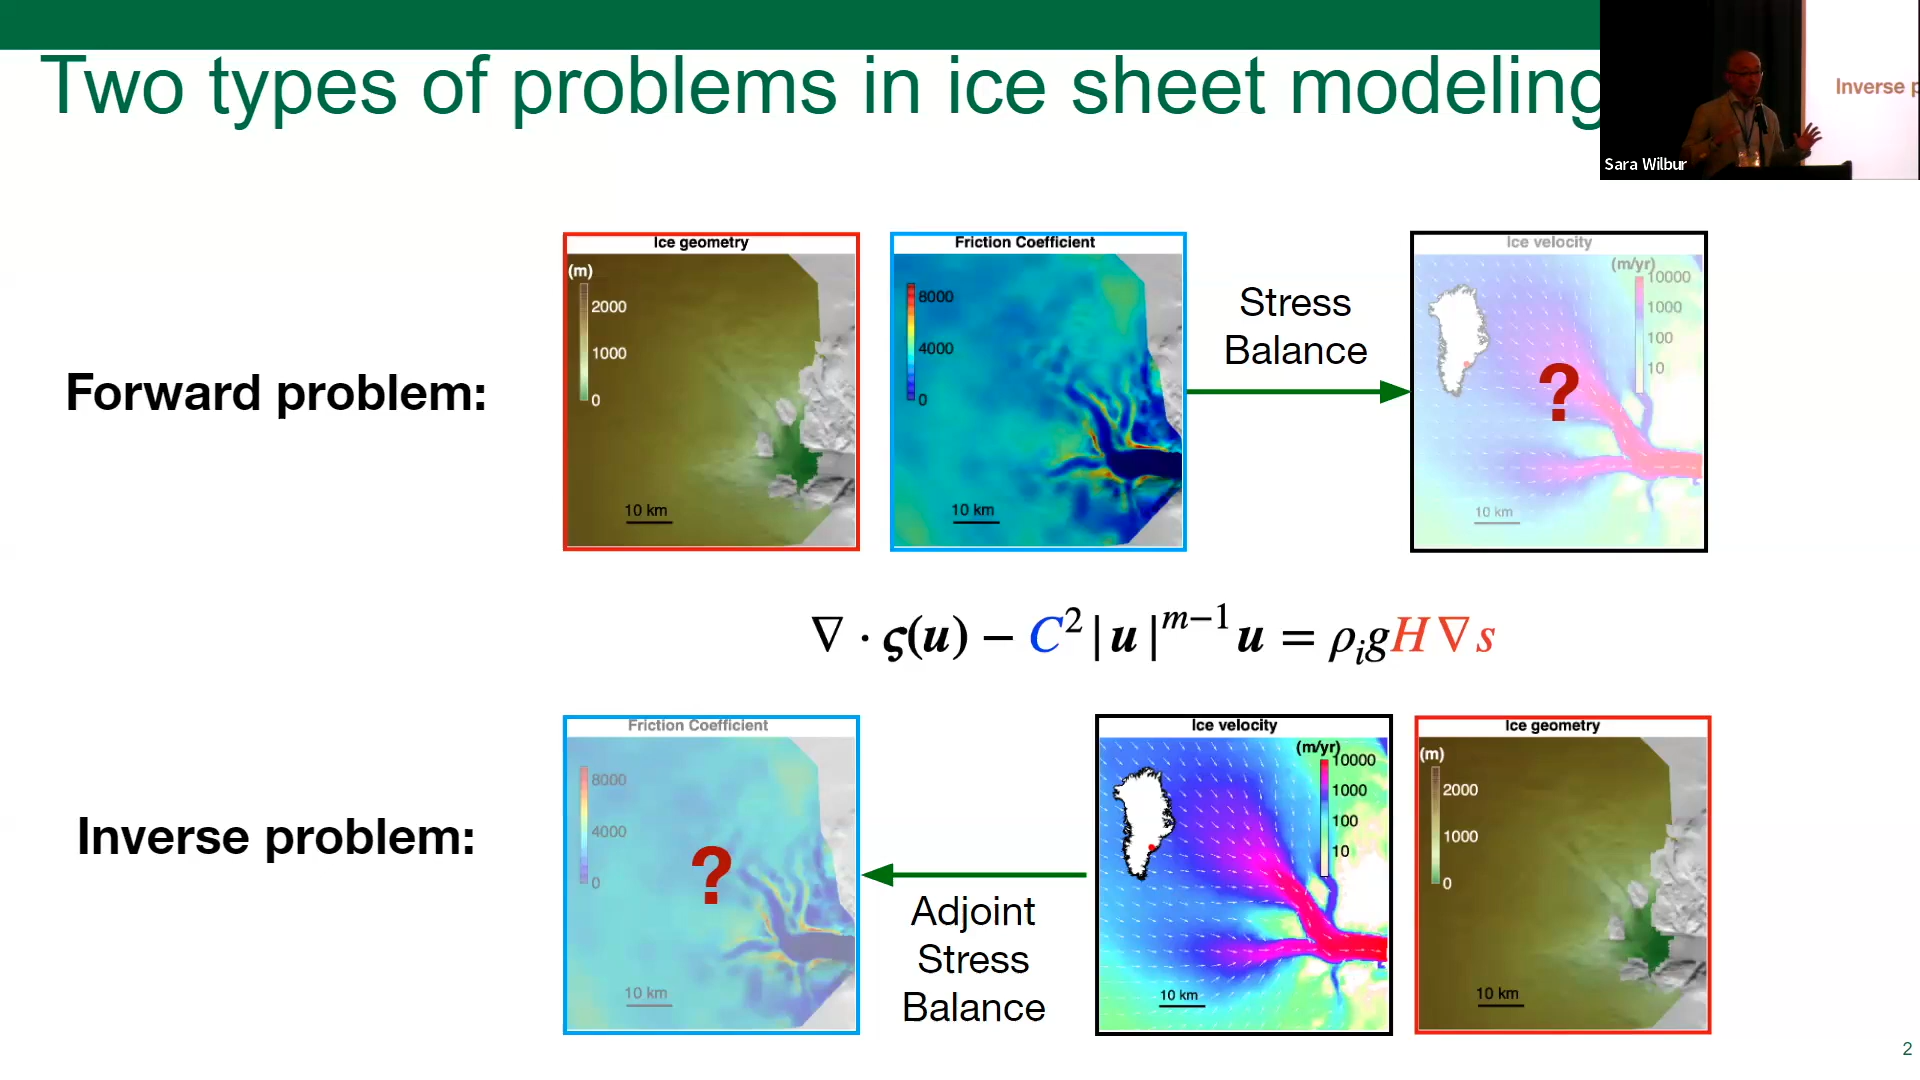 Two types of problems in ice sheet modeling
Inverse p
Sara Wilbur
Forward problem:
Ice geometry
(m)
2000
1000
0
10 km
Friction Coefficient
8000
4000
0
10 km
Stress
Balance
Ice velocity
(m/yr)
10000
1000
100
10
?
10 km
∇ · ς(u) − C²|u|ᵐ⁻¹u = ρᵢgH∇s
Inverse problem:
Friction Coefficient
8000
4000
0
?
10 km
Adjoint
Stress
Balance
Ice velocity
(m/yr)
10000
1000
100
10
10 km
Ice geometry
(m)
2000
1000
0
10 km
2